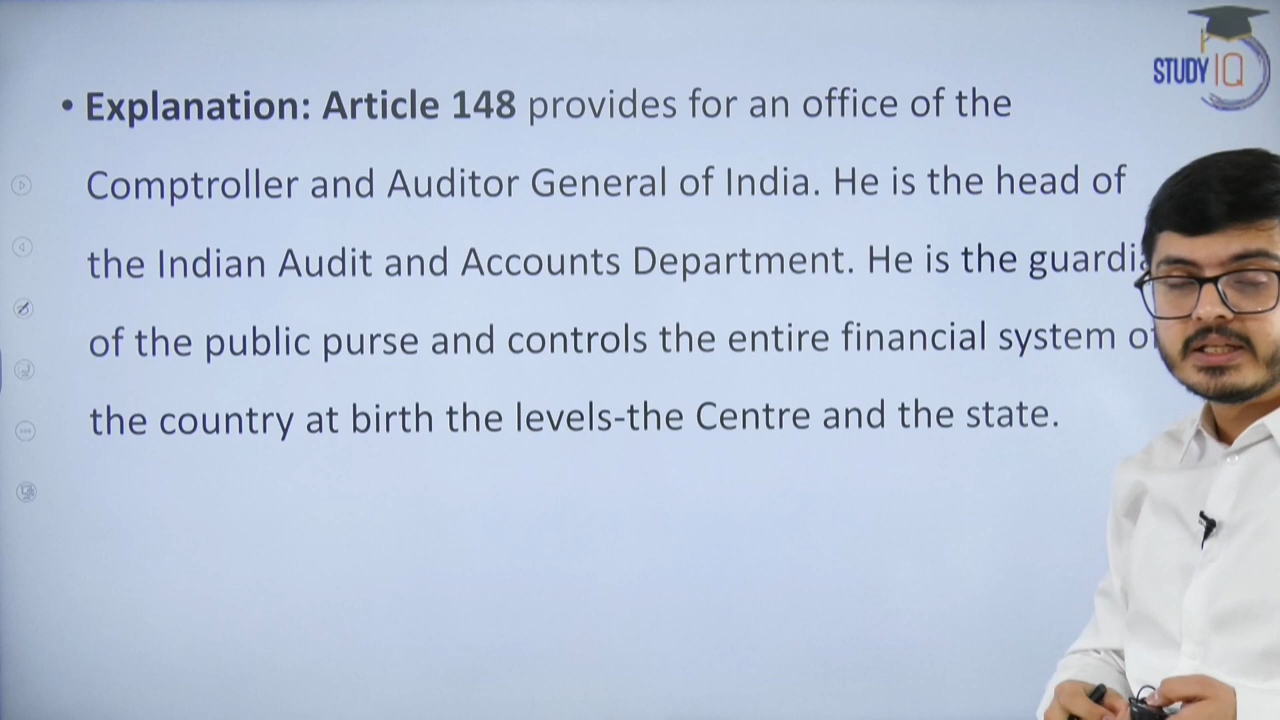 STUDY IQ
• Explanation: Article 148 provides for an office of the
Comptroller and Auditor General of India. He is the head of
the Indian Audit and Accounts Department. He is the
of the public purse and controls the entire financial system
the country at birth the levels-the Centre and the state.